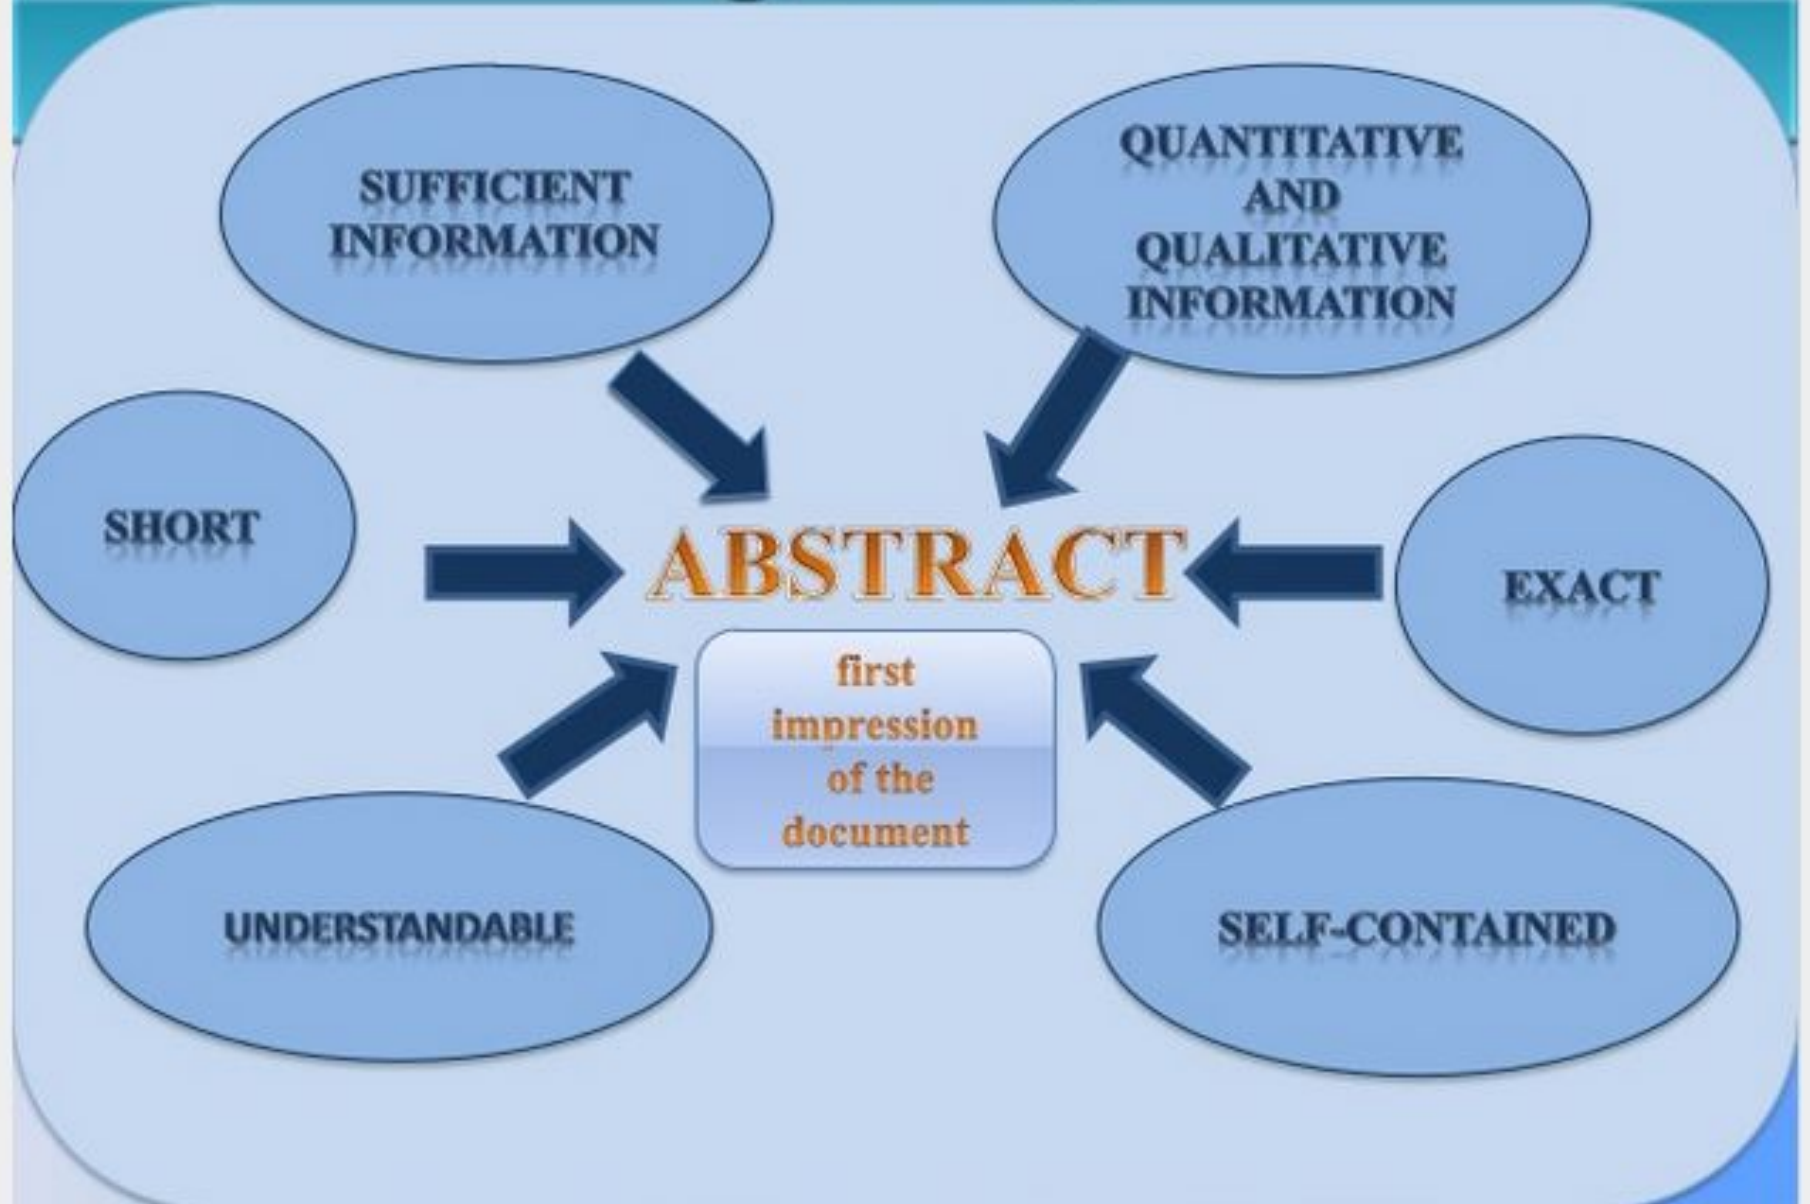 SUFFICIENT
INFORMATION
QUANTITATIVE
AND
QUALITATIVE
INFORMATION
SHORT
ABSTRACT
EXACT
first
impression
of the
document
UNDERSTANDABLE
SELF-CONTAINED